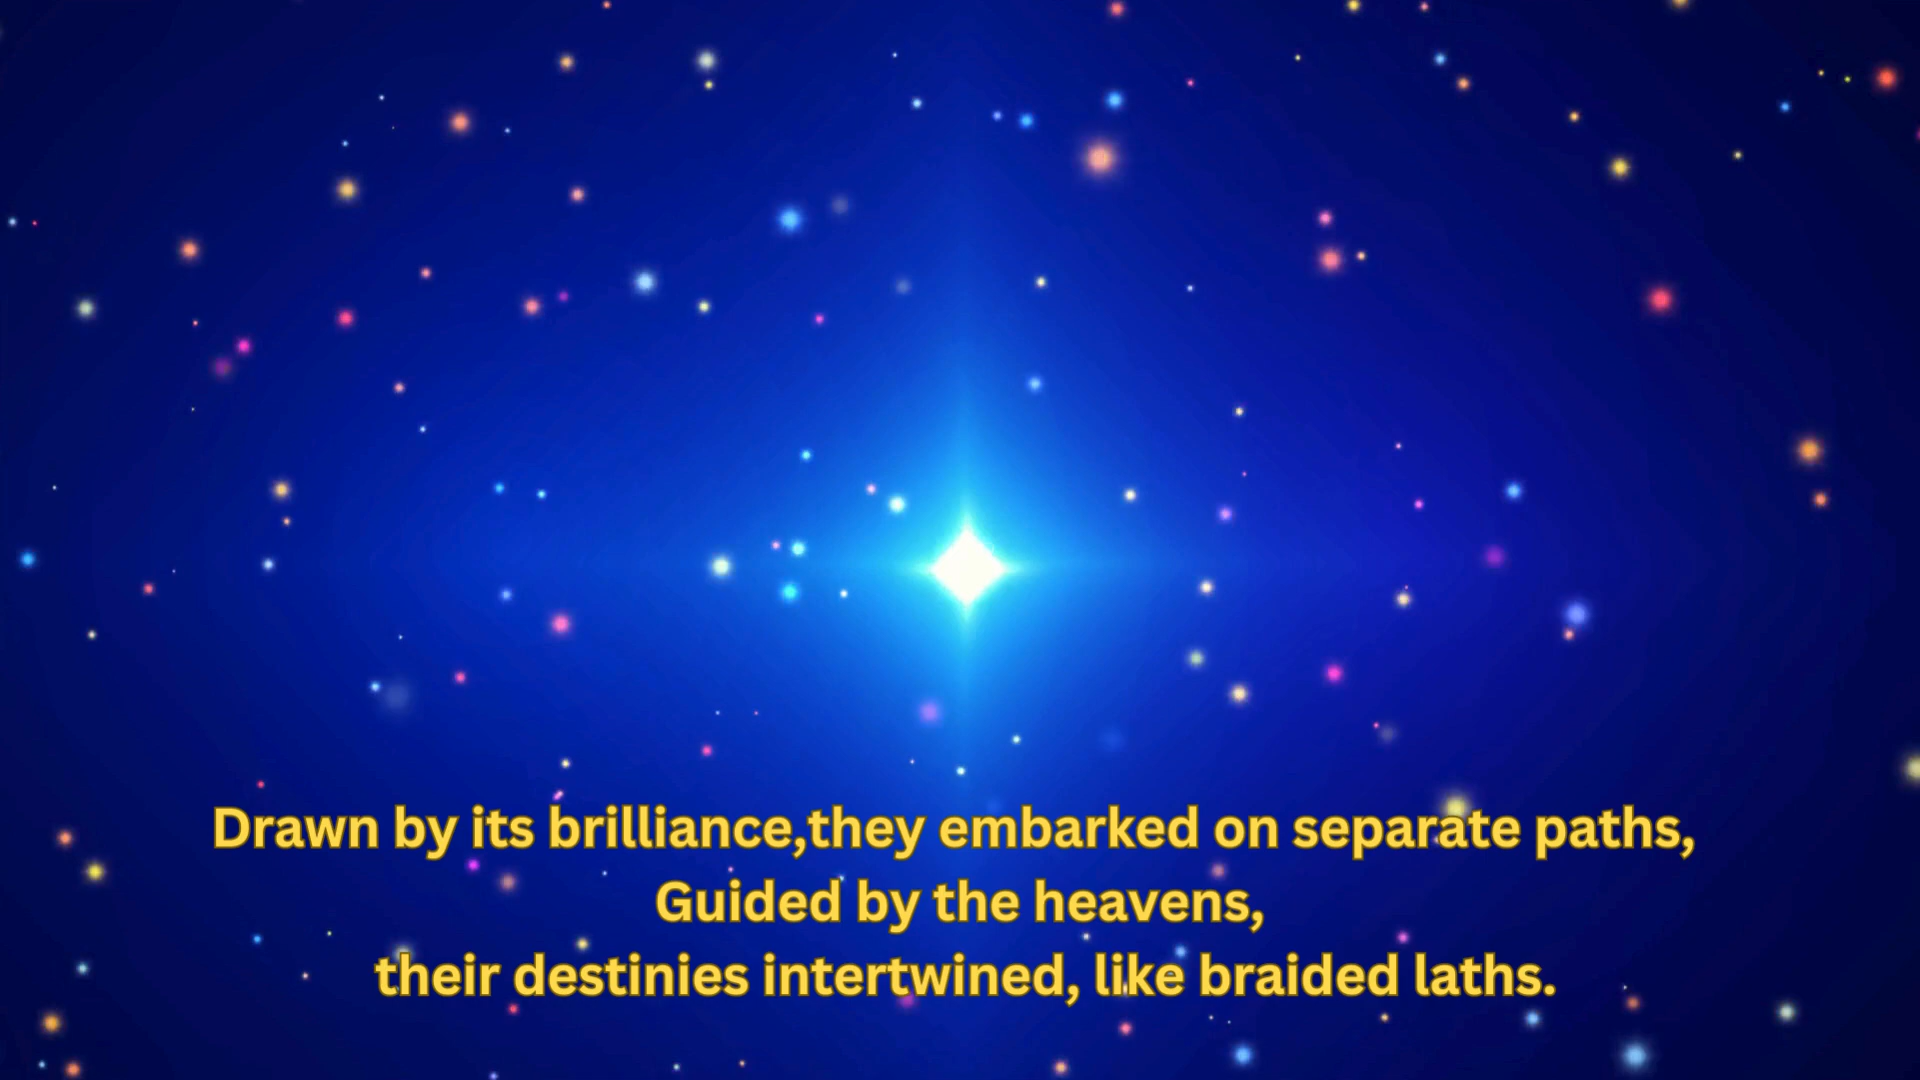 Drawn by its brilliance,they embarked on separate paths,
Guided by the heavens,
their destinies intertwined, like braided laths.